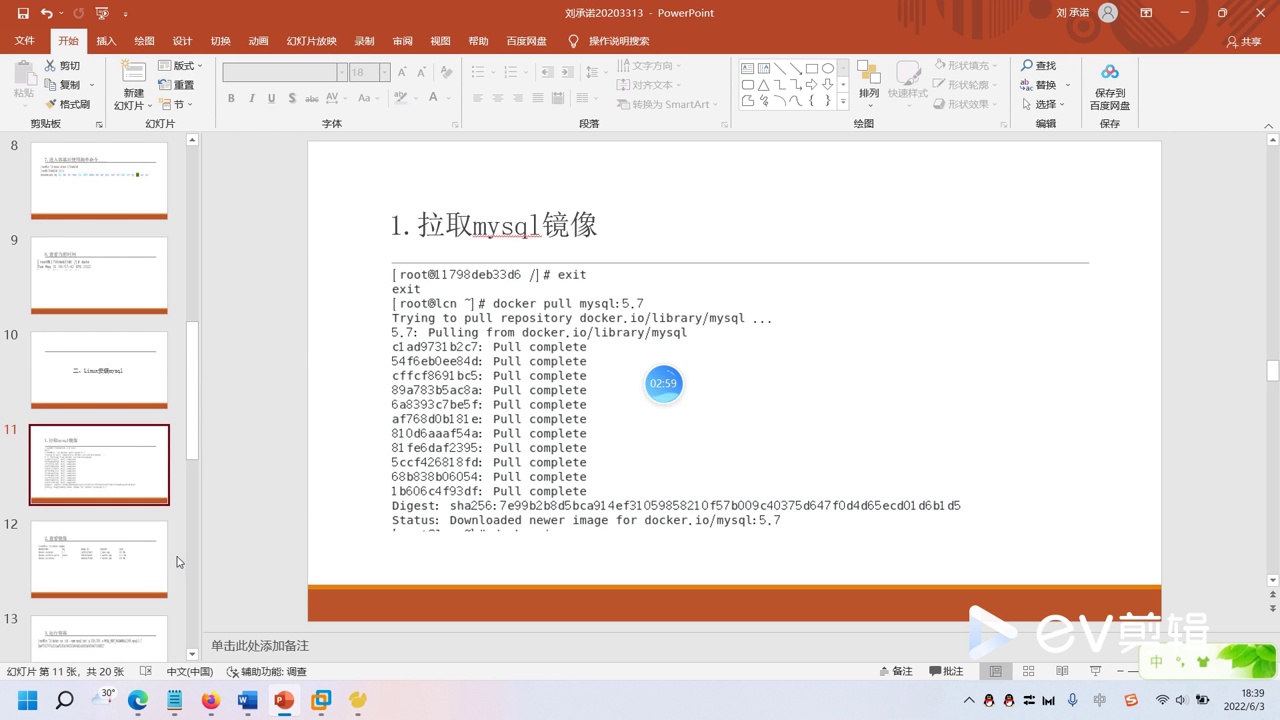 刘承诺20203313 - PowerPoint
刘 承诺
文件 开始 插入 绘图 设计 切换 动画 幻灯片放映 录制 审阅 视图 帮助 百度网盘 操作说明搜索 共享
粘贴 剪切 复制 格式刷 剪贴板
新建 幻灯片 版式 重置 节 幻灯片
18
B I U S abc AV Aa A 字体
文字方向 对齐文本 转换为 SmartArt 段落
排列 快速样式 形状填充 形状轮廓 形状效果 绘图
查找 替换 选择 编辑
保存到 百度网盘 保存
8
9
10
二、Linux安装mysql
11
12
13
1.拉取mysql镜像
[root@11798deb33d6 /]# exit
exit
[root@lcn ~]# docker pull mysql:5.7
Trying to pull repository docker.io/library/mysql ...
5.7: Pulling from docker.io/library/mysql
c1ad9731b2c7: Pull complete
54f6eb0ee84d: Pull complete
cffcf8691bc5: Pull complete
89a783b5ac8a: Pull complete
6a8393c7be5f: Pull complete
af768d0b181e: Pull complete
810d6aaaf54a: Pull complete
81fe6daf2395: Pull complete
5ccf426818fd: Pull complete
68b838b06054: Pull complete
1b606c4f93df: Pull complete
Digest: sha256:7e99b2b8d5bca914ef31059858210f57b009c40375d647f0d4d65ecd01d6b1d5
Status: Downloaded newer image for docker.io/mysql:5.7
02:59
EV剪辑
单击此处添加备注
幻灯片 第 11 张，共 20 张 中文(中国) 辅助功能: 调查 备注 批注
中
30°
中
18:39
2022/6/3